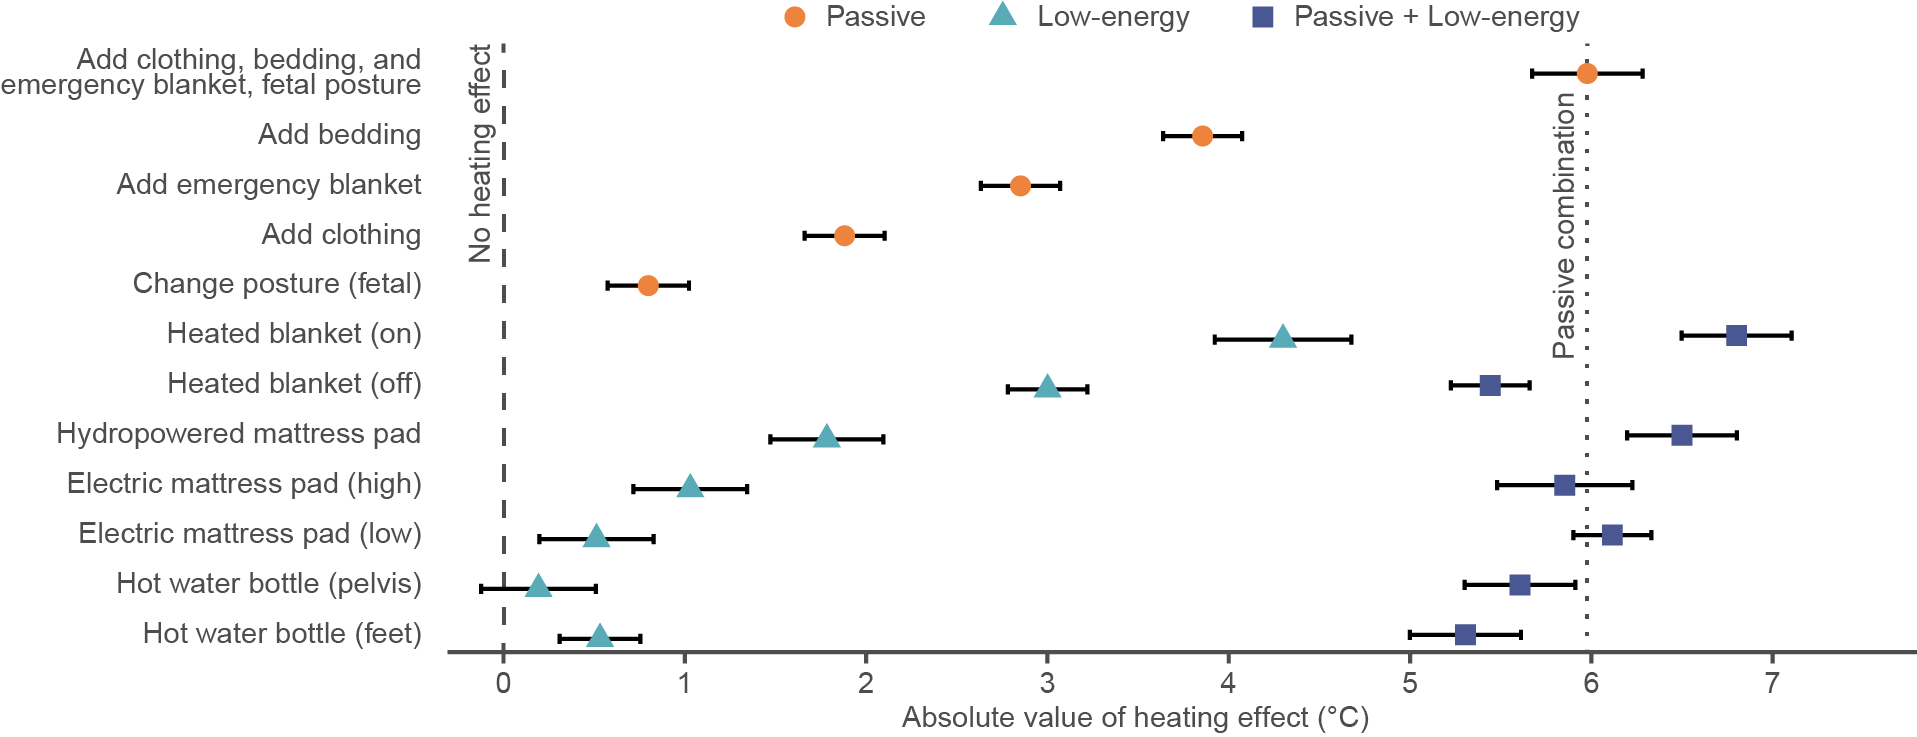 Passive
Low-energy
Passive + Low-energy
Add clothing, bedding, and
emergency blanket, fetal posture
Add bedding
Add emergency blanket
Add clothing
Change posture (fetal)
Heated blanket (on)
Heated blanket (off)
Hydropowered mattress pad
Electric mattress pad (high)
Electric mattress pad (low)
Hot water bottle (pelvis)
Hot water bottle (feet)
No heating effect
Passive combination
0 1 2 3 4 5 6 7
Absolute value of heating effect (°C)